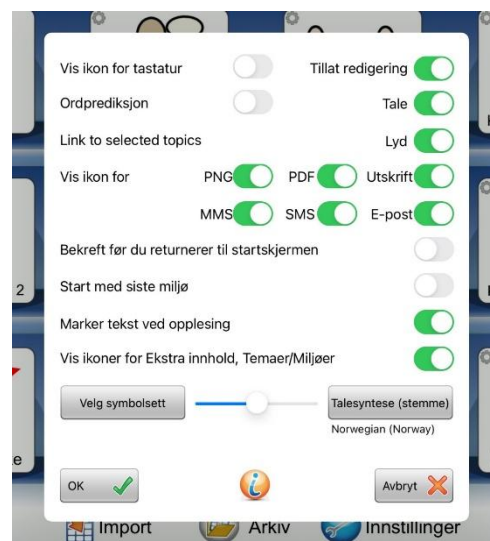 Vis ikon for tastatur Tillat redigering
Ordprediksjon Tale
Link to selected topics Lyd
Vis ikon for PNG PDF Utskrift
MMS SMS E-post
Bekreft før du returnerer til startskjermen
2 Start med siste miljø
Marker tekst ved opplesing
Vis ikoner for Ekstra innhold, Temaer/Miljøer
Velg symbolsett Talesyntese (stemme)
Norwegian (Norway)
e
OK i Avbryt
Import Arkiv Innstillinger